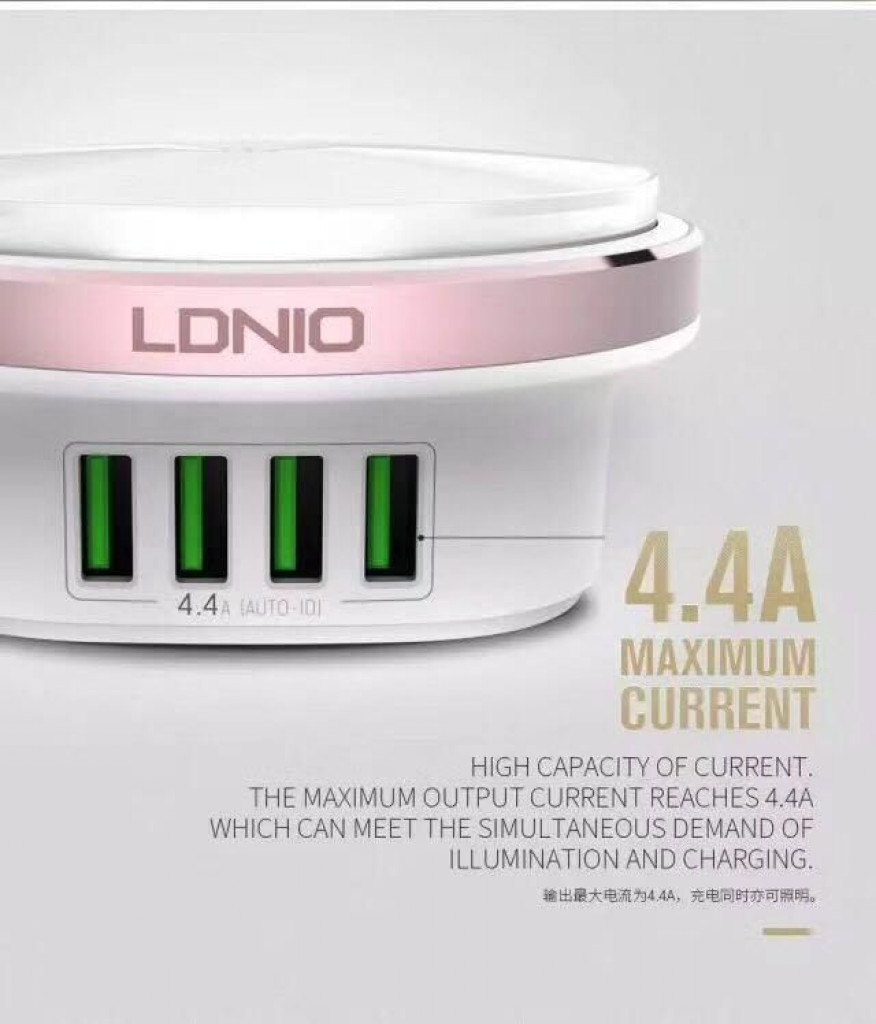 LDNIO
4.4A (AUTO-ID)
4.4A
MAXIMUM
CURRENT
HIGH CAPACITY OF CURRENT.
THE MAXIMUM OUTPUT CURRENT REACHES 4.4A
WHICH CAN MEET THE SIMULTANEOUS DEMAND OF
ILLUMINATION AND CHARGING.
输出最大电流为4.4A，充电同时亦可照明。